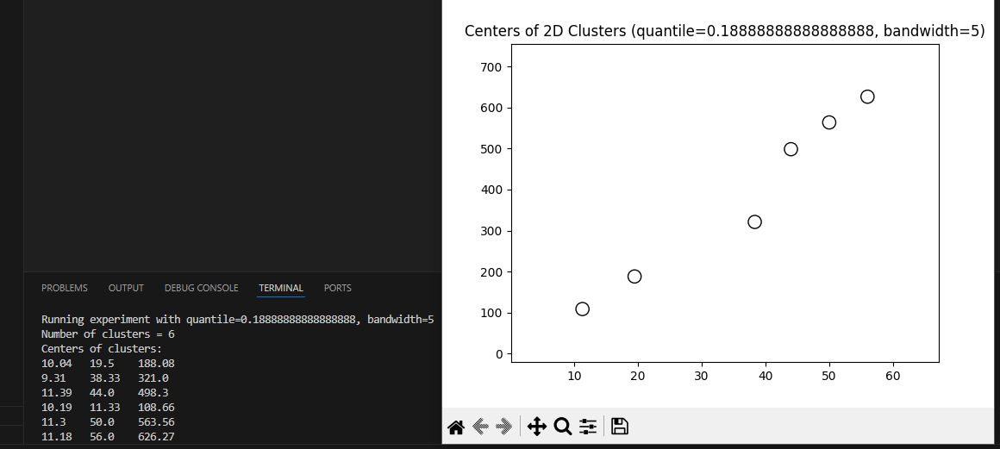 Centers of 2D Clusters (quantile=0.18888888888888888, bandwidth=5)
700
600
500
400
300
200
100
0
10 20 30 40 50 60
PROBLEMS OUTPUT DEBUG CONSOLE TERMINAL PORTS
Running experiment with quantile=0.18888888888888888, bandwidth=5
Number of clusters = 6
Centers of clusters:
10.04 19.5 188.08
9.31 38.33 321.0
11.39 44.0 498.3
10.19 11.33 108.66
11.3 50.0 563.56
11.18 56.0 626.27